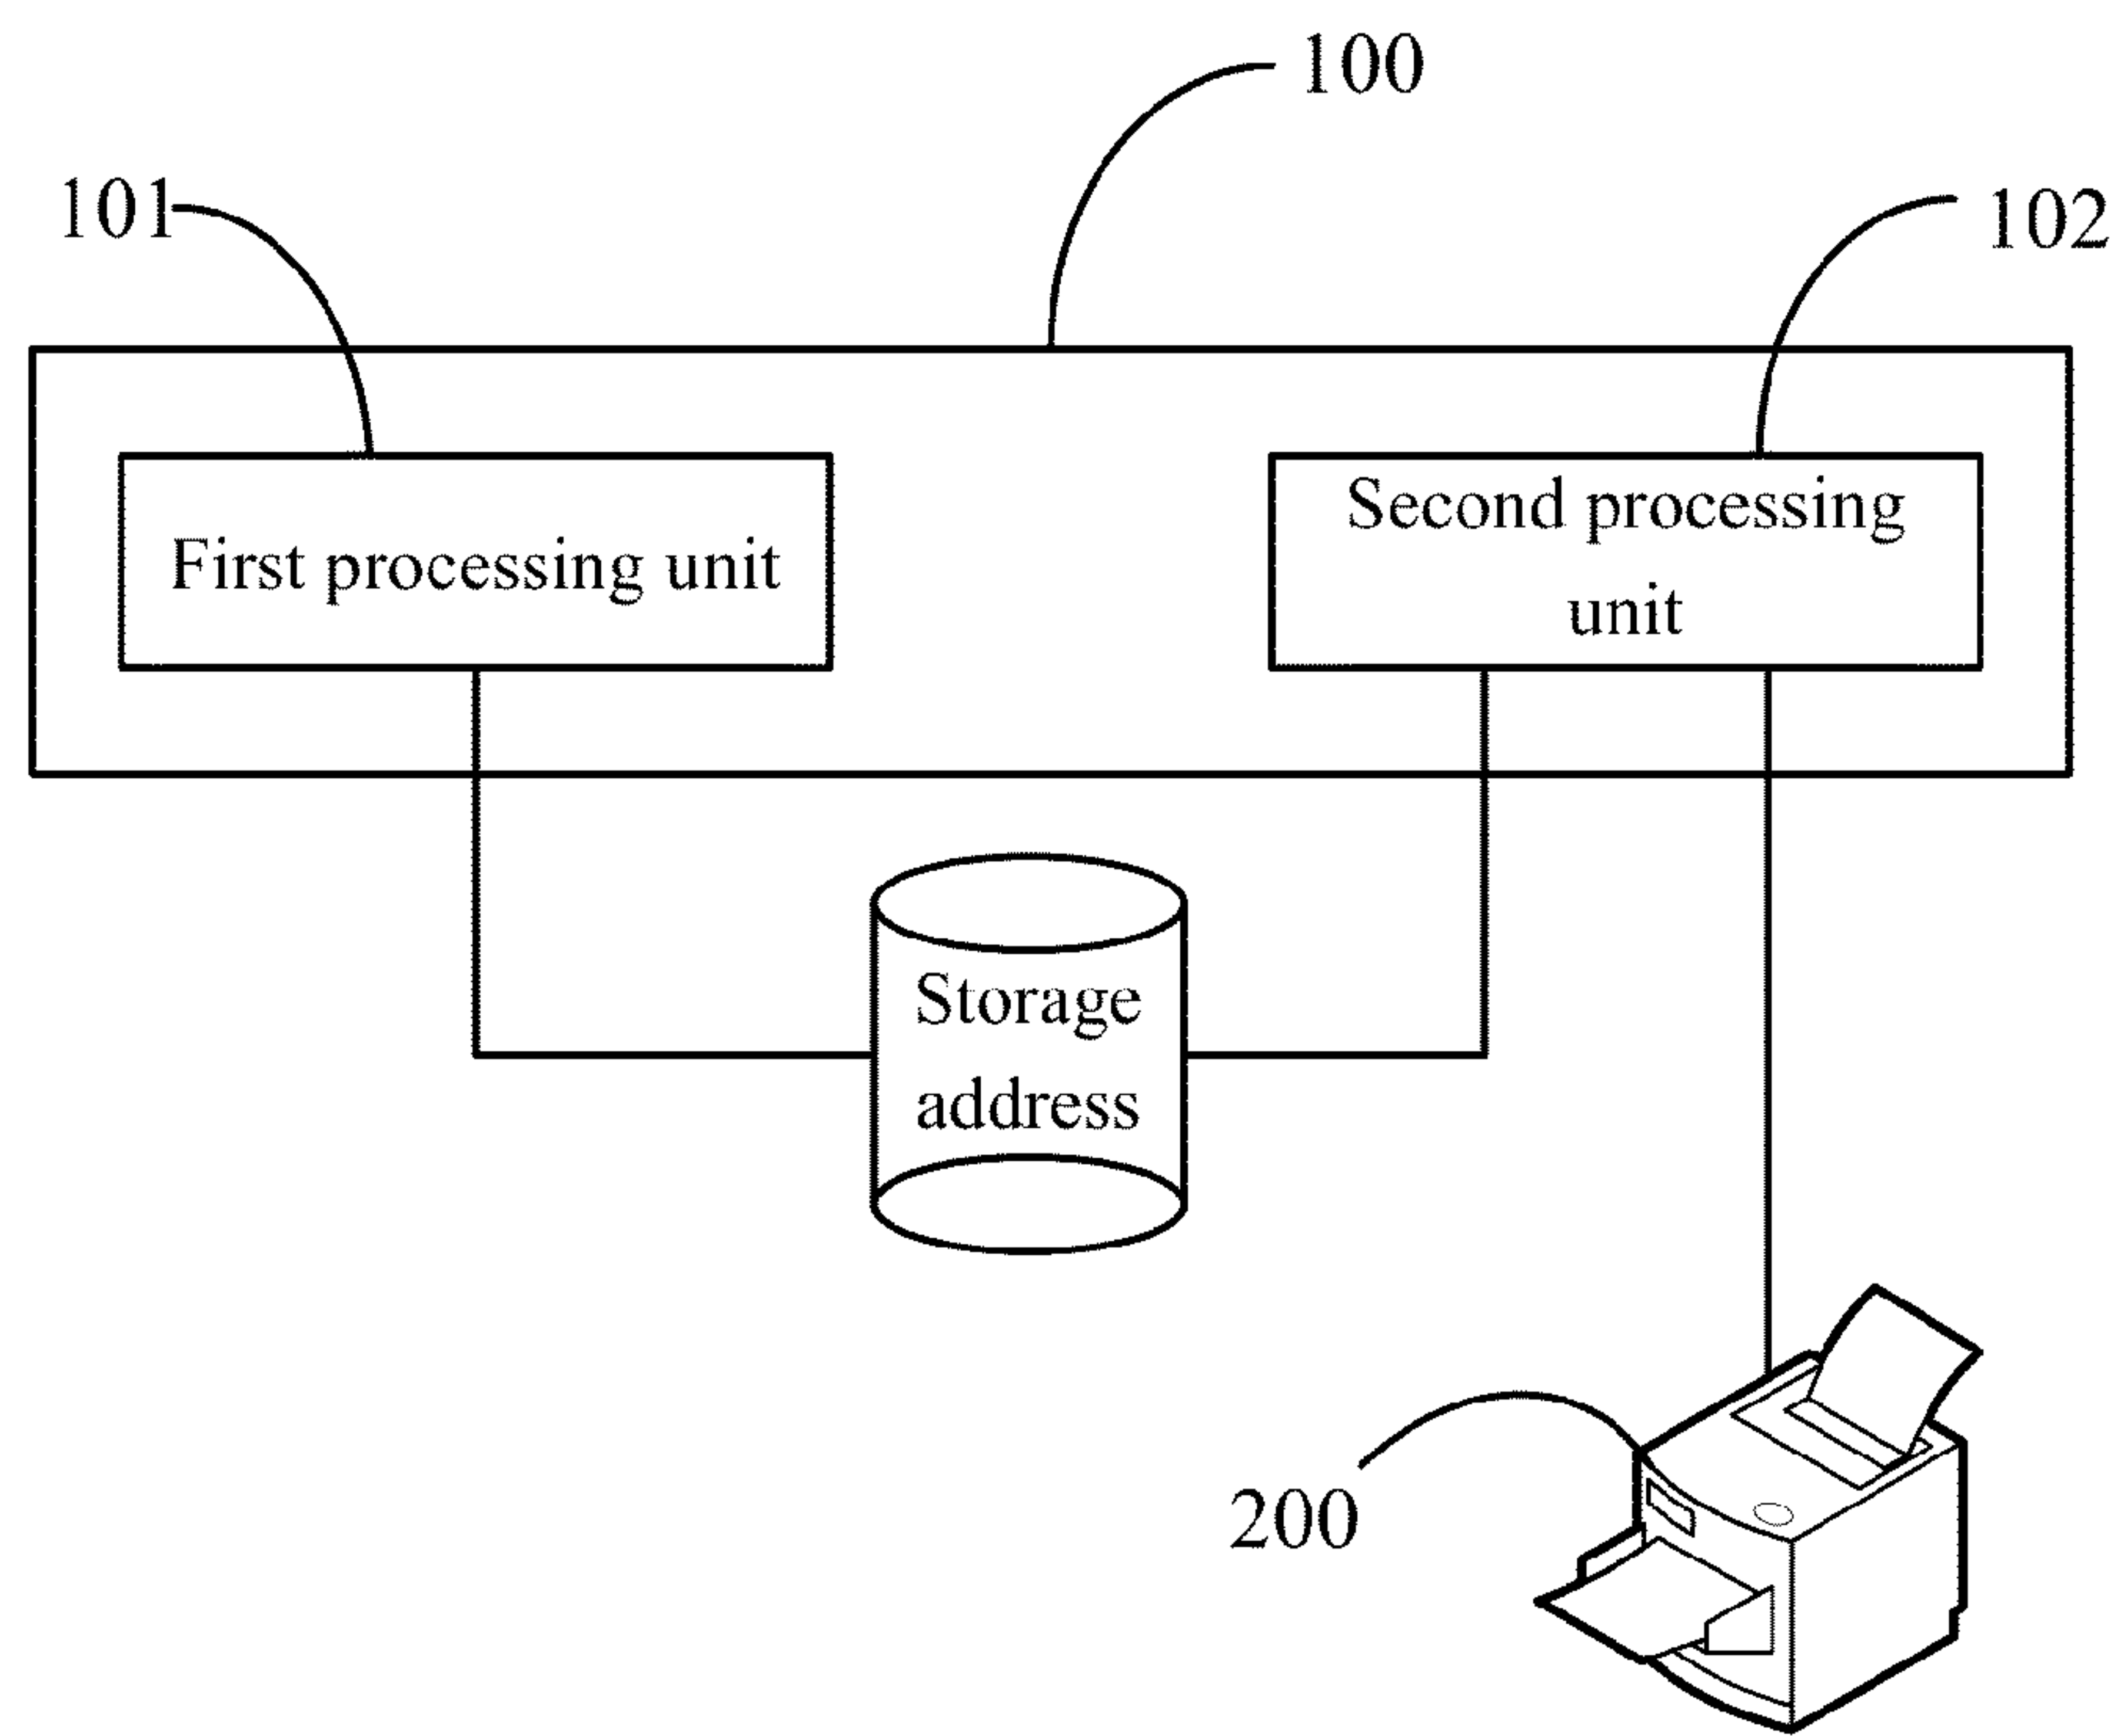 100
101
102
First processing unit
Second processing
unit
Storage
address
200